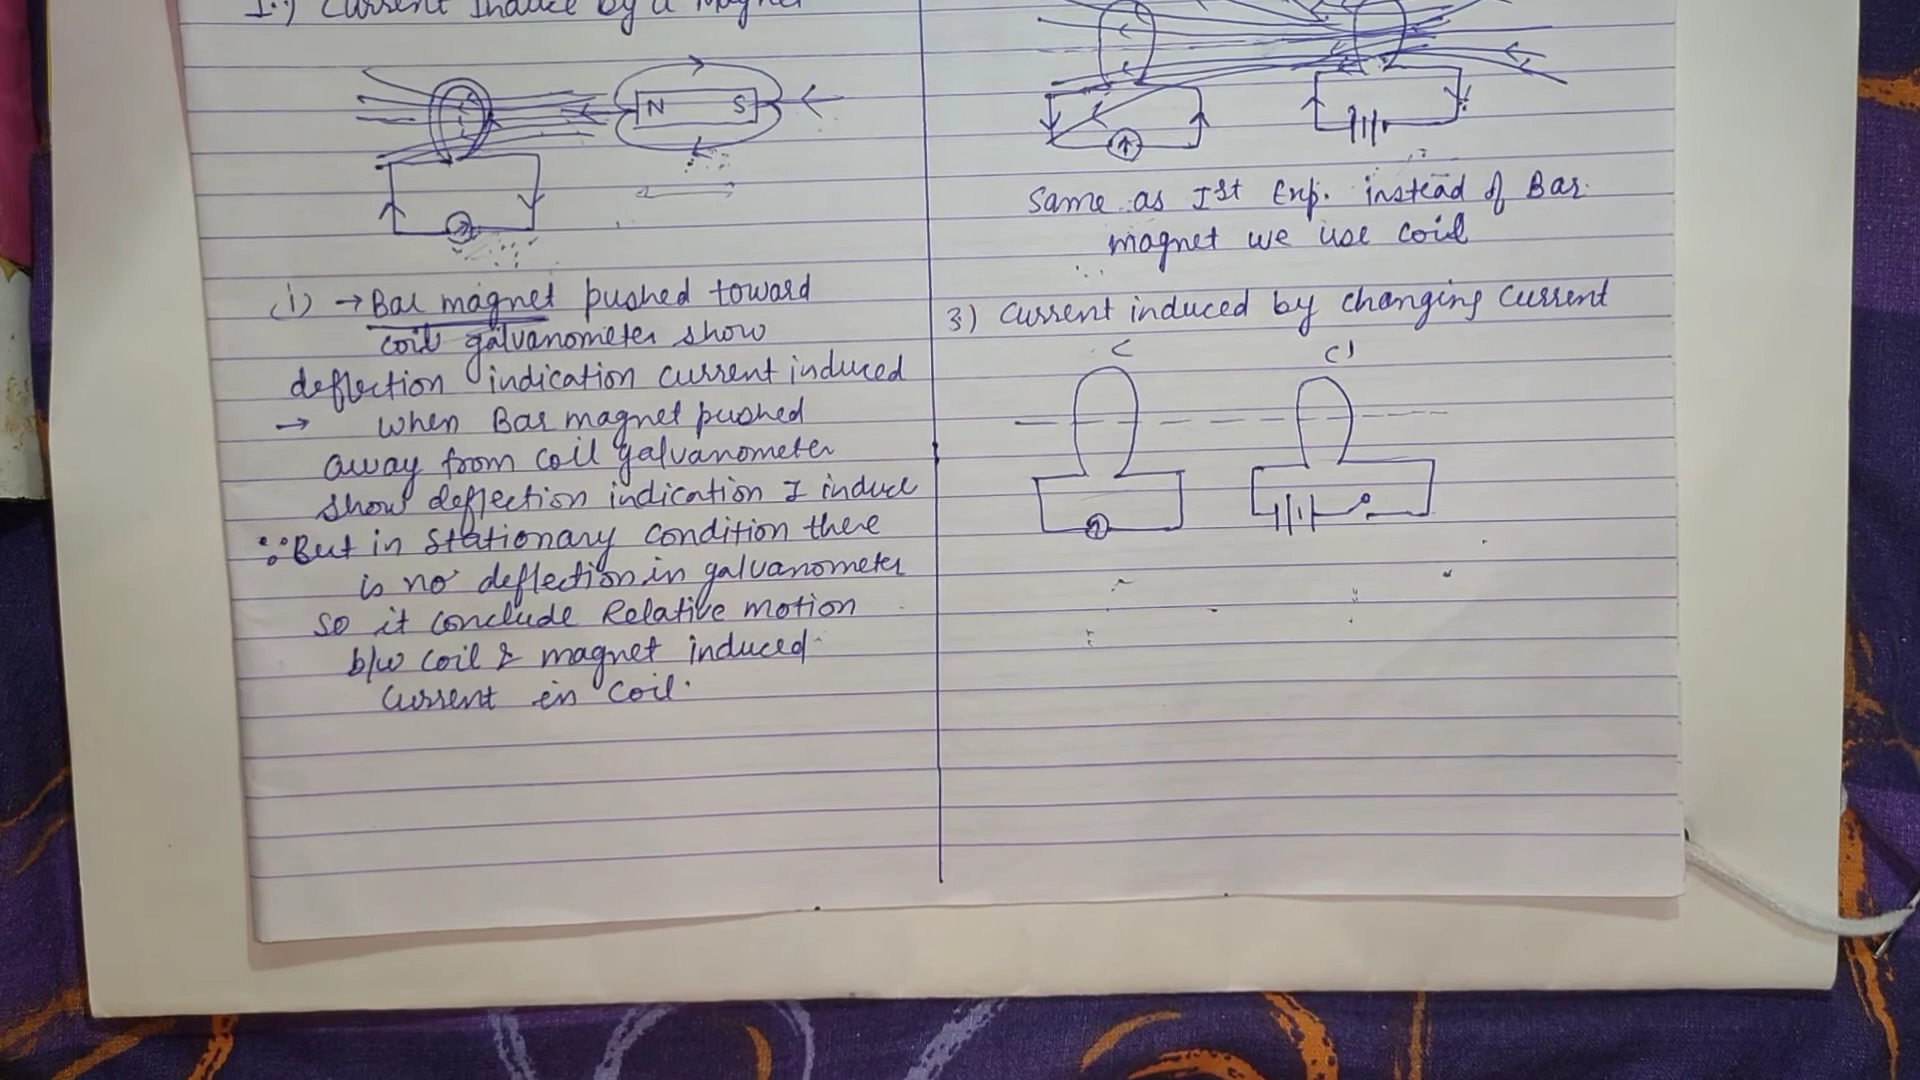 I.) Current Induce by a Magnet
N S
(i) → Bar magnet pushed toward
coil galvanometer show
deflection indication current induced
→ when Bar magnet pushed
away from coil galvanometer
show deflection indication I induce
But in stationary condition there
is no deflection in galvanometer
so it conclude Relative motion
b/w coil & magnet induced
current in coil.
Same as Ist Exp. instead of Bar
magnet we use coil
3) Current induced by changing current
C C1